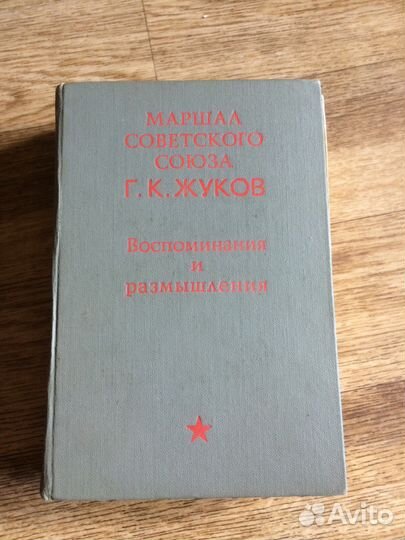 МАРШАЛ
СОВЕТСКОГО
СОЮЗА
Г. К. ЖУКОВ
Воспоминания
и
размышления
Avito